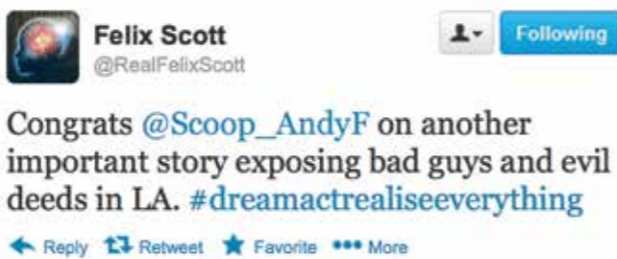 Felix Scott
@RealFelixScott
Following
Congrats @Scoop_AndyF on another
important story exposing bad guys and evil
deeds in LA. #dreamactrealiseeverything
Reply Retweet Favorite More